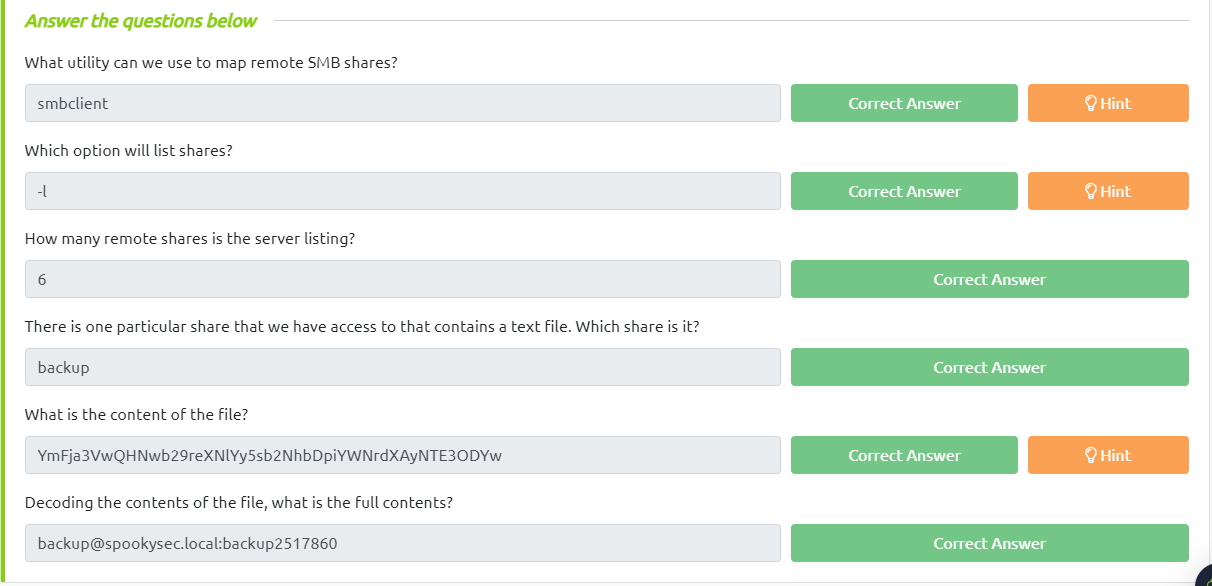 Answer the questions below
What utility can we use to map remote SMB shares?
smbclient Correct Answer Hint
Which option will list shares?
-l Correct Answer Hint
How many remote shares is the server listing?
6 Correct Answer
There is one particular share that we have access to that contains a text file. Which share is it?
backup Correct Answer
What is the content of the file?
YmFja3VwQHNwb29reXNlYy5sb2NhbDpiYWNrdXAyNTE3ODYw Correct Answer Hint
Decoding the contents of the file, what is the full contents?
backup@spookysec.local:backup2517860 Correct Answer